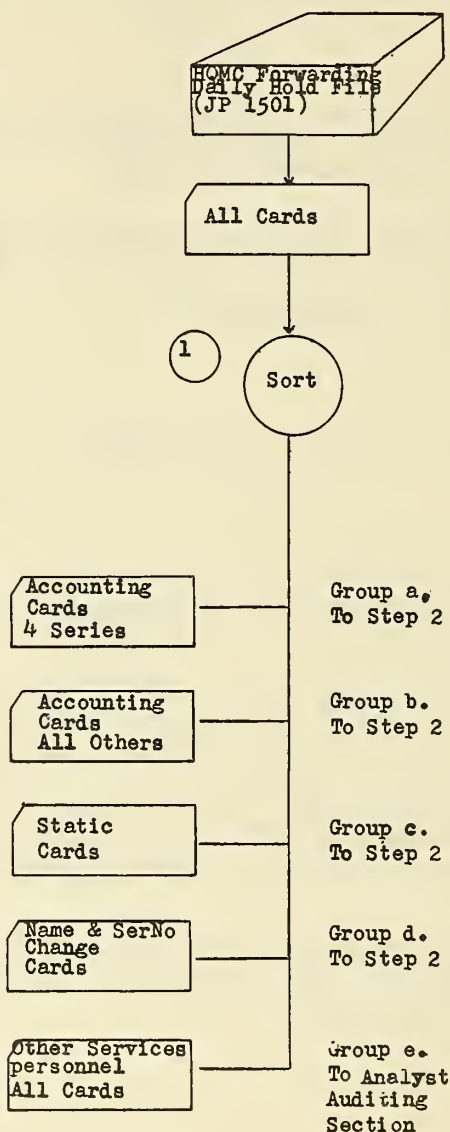 HQMC Forwarding
Daily Hold File
(JP 1501)
All Cards
1
Sort
Accounting
Cards
4 Series
Group a.
To Step 2
Accounting
Cards
All Others
Group b.
To Step 2
Static
Cards
Group c.
To Step 2
Name & SerNo
Change
Cards
Group d.
To Step 2
Other Services
personnel
All Cards
Group e.
To Analyst
Auditing
Section